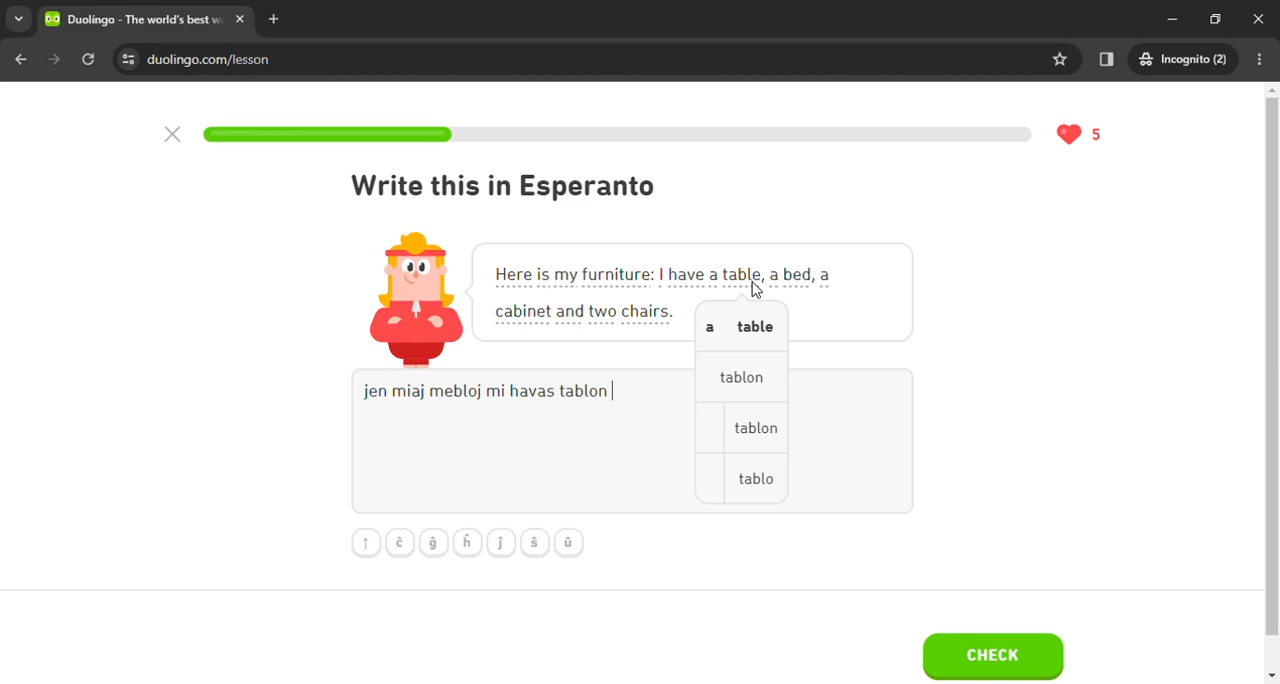 Duolingo - The world's best w
duolingo.com/lesson
Incognito (2)
5
Write this in Esperanto
Here is my furniture: I have a table, a bed, a
cabinet and two chairs.
a table
tablon
tablon
tablo
jen miaj mebloj mi havas tablon
↑ ĉ ĝ ĥ ĵ ŝ ŭ
CHECK